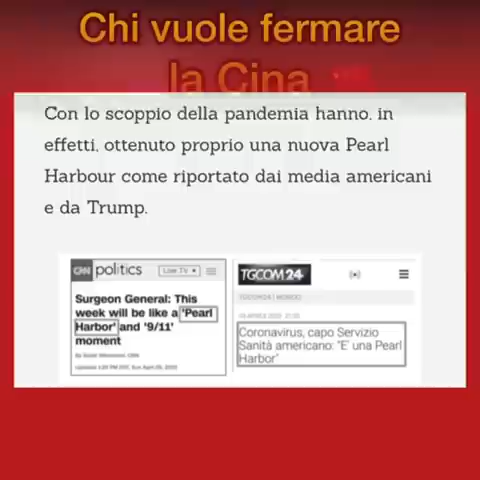 Chi vuole fermare
la Cina
Con lo scoppio della pandemia hanno, in
effetti, ottenuto proprio una nuova Pearl
Harbour come riportato dai media americani
e da Trump.
CNN politics
Live TV
Surgeon General: This
week will be like a 'Pearl
Harbor' and '9/11'
moment
TGCOM24
TGCOM24 | MONDO
Coronavirus, capo Servizio
Sanità americano: "E' una Pearl
Harbor"